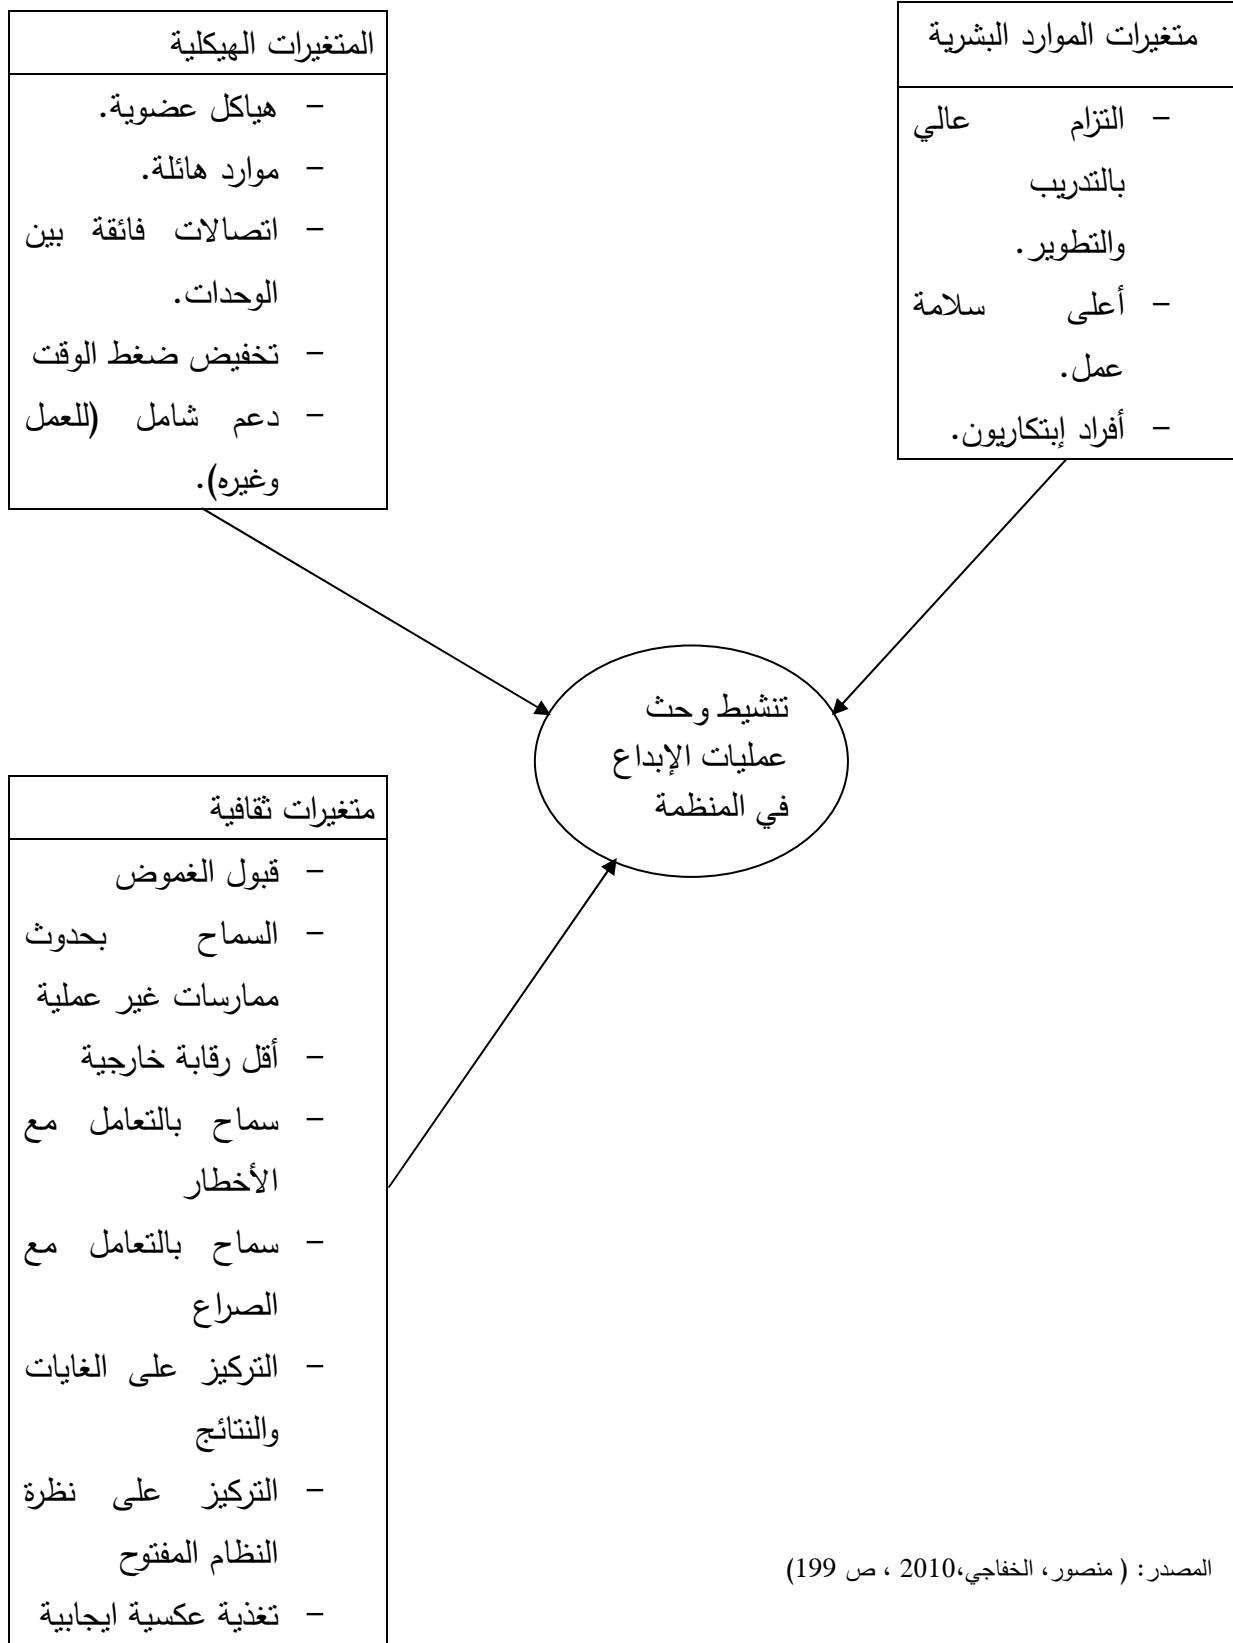 متغيرات الموارد البشرية
- التزام عالي
بالتدريب
والتطوير.
- أعلى سلامة
عمل.
- أفراد إبتكاريون.
المتغيرات الهيكلية
- هياكل عضوية.
- موارد هائلة.
- اتصالات فائقة بين
الوحدات.
- تخفيض ضغط الوقت
- دعم شامل (للعمل
وغيره).
تنشيط وحث
عمليات الإبداع
في المنظمة
متغيرات ثقافية
- قبول الغموض
- السماح بحدوث
ممارسات غير عملية
- أقل رقابة خارجية
- سماح بالتعامل مع
الأخطار
- سماح بالتعامل مع
الصراع
- التركيز على الغايات
والنتائج
- التركيز على نظرة
النظام المفتوح
- تغذية عكسية ايجابية
المصدر: ( منصور، الخفاجي،2010 ، ص 199)